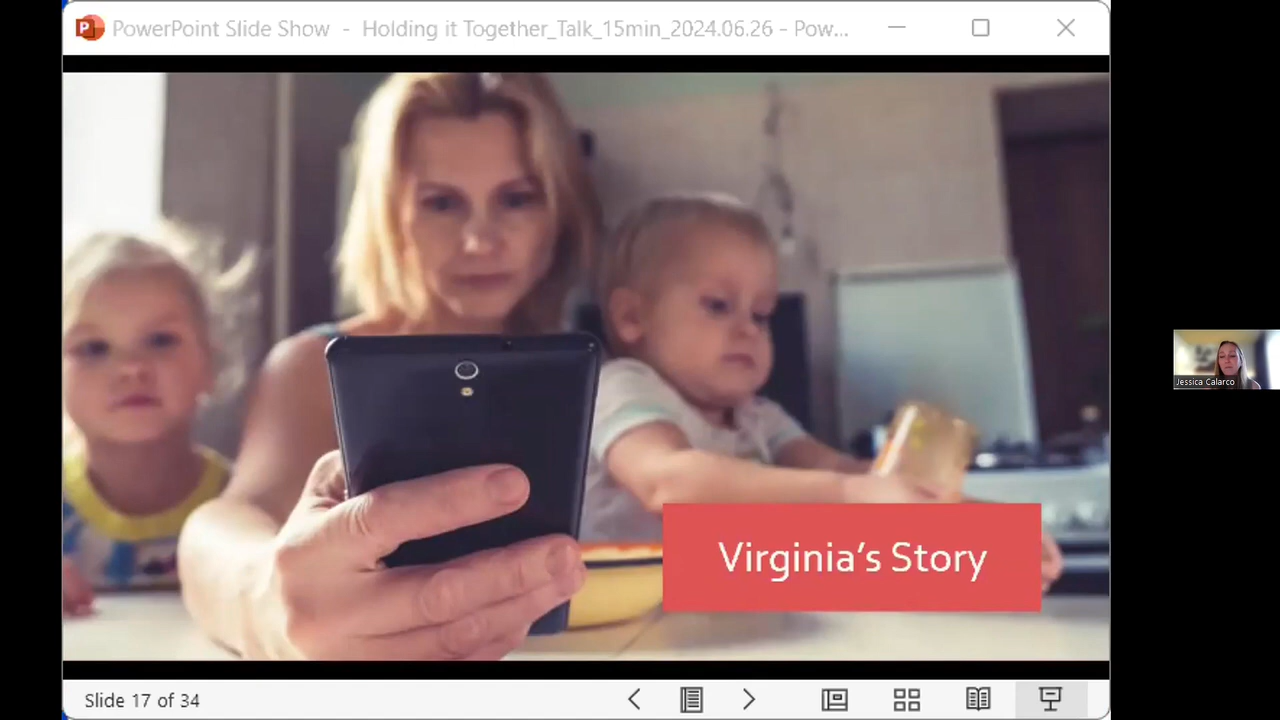 PowerPoint Slide Show - Holding it Together_Talk_15min_2024.06.26 - Pow...
Jessica Calarco
Virginia’s Story
Slide 17 of 34